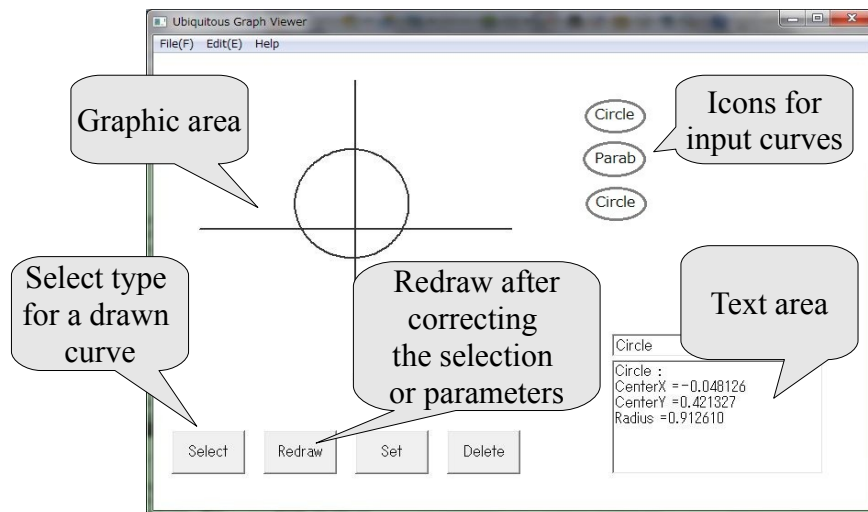 Ubiquitous Graph Viewer
File(F) Edit(E) Help
Graphic area
Circle
Parab
Circle
Icons for
input curves
Select type
for a drawn
curve
Redraw after
correcting
the selection
or parameters
Text area
Circle
Circle :
CenterX =-0.048126
CenterY =0.421327
Radius =0.912610
Select
Redraw
Set
Delete